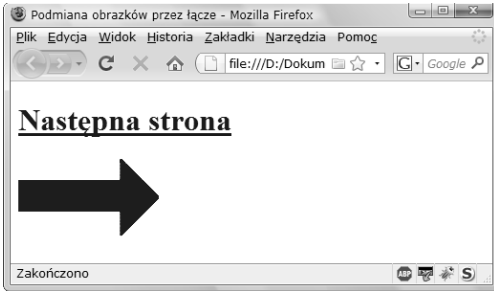 Podmiana obrazków przez łącze - Mozilla Firefox
Plik Edycja Widok Historia Zakładki Narzędzia Pomoc
file:///D:/Dokum G Google
Następna strona
Zakończono ABP S